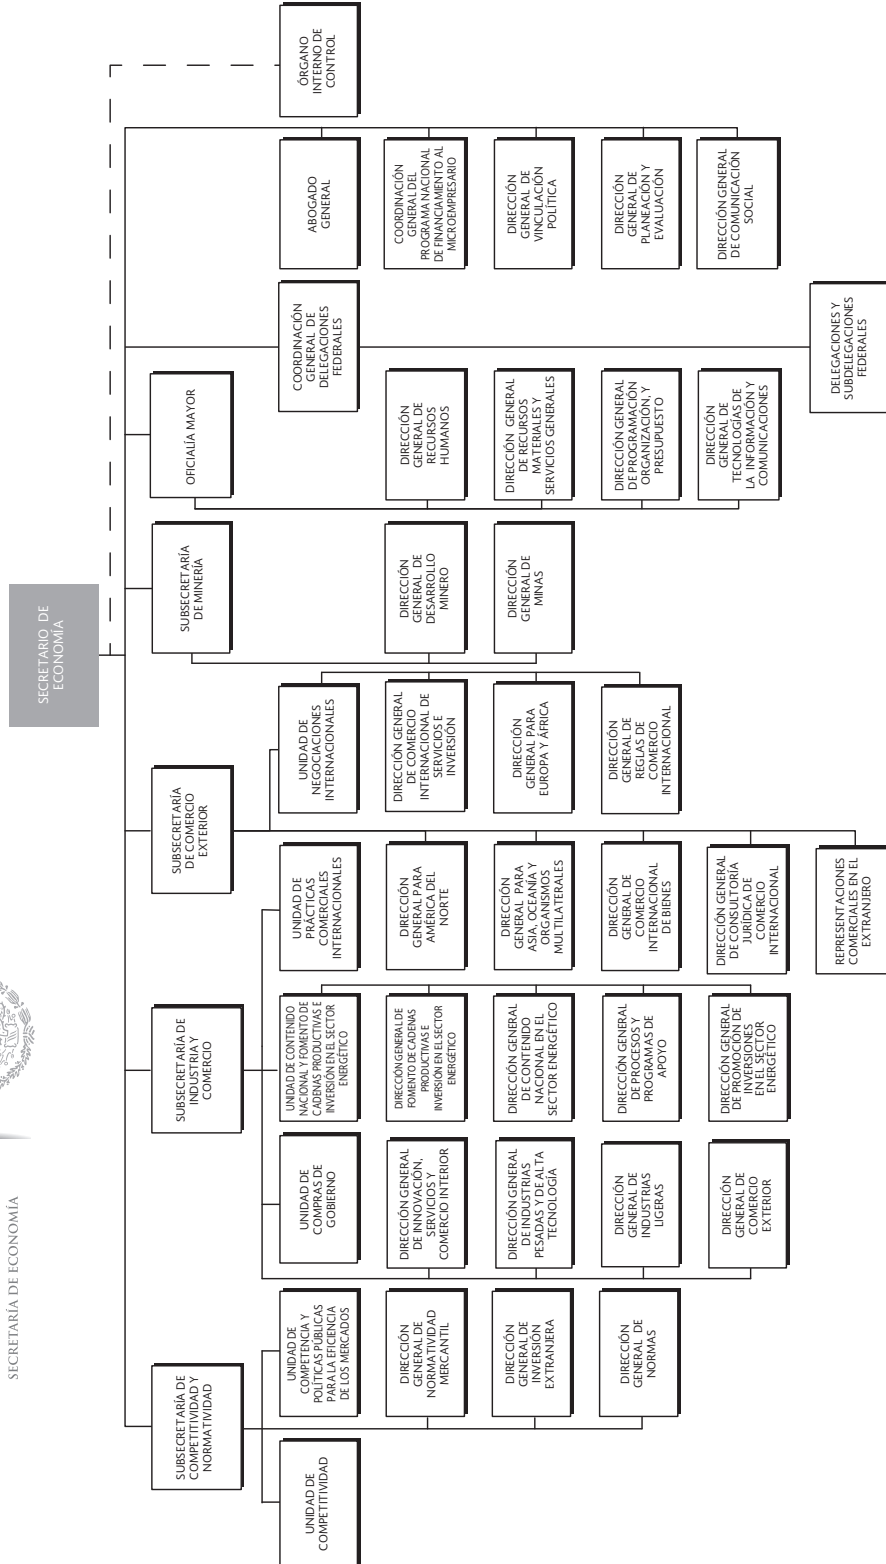 SECRETARÍA DE ECONOMÍA
SECRETARIO DE
ECONOMÍA
SUBSECRETARÍA DE
COMPETITIVIDAD Y
NORMATIVIDAD
SUBSECRETARÍA DE
INDUSTRIA Y
COMERCIO
SUBSECRETARÍA
DE COMERCIO
EXTERIOR
SUBSECRETARÍA
DE MINERÍA
OFICIALÍA MAYOR
UNIDAD DE
COMPETITIVIDAD
UNIDAD DE
COMPETENCIA Y
POLÍTICAS PÚBLICAS
PARA LA EFICIENCIA
DE LOS MERCADOS
UNIDAD DE
COMPRAS DE
GOBIERNO
UNIDAD DE CONTENIDO
NACIONAL Y FOMENTO DE
CADENAS PRODUCTIVAS E
INVERSIÓN EN EL SECTOR
ENERGÉTICO
UNIDAD DE
PRÁCTICAS
COMERCIALES
INTERNACIONALES
UNIDAD DE
NEGOCIACIONES
INTERNACIONALES
COORDINACIÓN
GENERAL DE
DELEGACIONES
FEDERALES
ABOGADO
GENERAL
ÓRGANO
INTERNO DE
CONTROL
DIRECCIÓN
GENERAL DE
NORMATIVIDAD
MERCANTIL
DIRECCIÓN GENERAL
DE INNOVACIÓN,
SERVICIOS Y
COMERCIO INTERIOR
DIRECCIÓN GENERAL DE
FOMENTO DE CADENAS
PRODUCTIVAS E
INVERSIÓN EN EL SECTOR
ENERGÉTICO
DIRECCIÓN
GENERAL PARA
AMÉRICA DEL
NORTE
DIRECCIÓN GENERAL
DE COMERCIO
INTERNACIONAL DE
SERVICIOS E
INVERSIÓN
DIRECCIÓN
GENERAL DE
DESARROLLO
MINERO
DIRECCIÓN
GENERAL DE
RECURSOS
HUMANOS
COORDINACIÓN
GENERAL DEL
PROGRAMA NACIONAL
DE FINANCIAMIENTO AL
MICROEMPRESARIO
DIRECCIÓN
GENERAL DE
INVERSIÓN
EXTRANJERA
DIRECCIÓN GENERAL
DE INDUSTRIAS
PESADAS Y DE ALTA
TECNOLOGÍA
DIRECCIÓN GENERAL
DE CONTENIDO
NACIONAL EN EL
SECTOR ENERGÉTICO
DIRECCIÓN
GENERAL PARA
ASIA, OCEANÍA Y
ORGANISMOS
MULTILATERALES
DIRECCIÓN
GENERAL PARA
EUROPA Y ÁFRICA
DIRECCIÓN
GENERAL DE
MINAS
DIRECCIÓN GENERAL
DE RECURSOS
MATERIALES Y
SERVICIOS GENERALES
DIRECCIÓN
GENERAL DE
VINCULACIÓN
POLÍTICA
DIRECCIÓN
GENERAL DE
NORMAS
DIRECCIÓN
GENERAL DE
INDUSTRIAS
LIGERAS
DIRECCIÓN GENERAL
DE PROCESOS Y
PROGRAMAS DE
APOYO
DIRECCIÓN
GENERAL DE
COMERCIO
INTERNACIONAL
DE BIENES
DIRECCIÓN
GENERAL DE
REGLAS DE
COMERCIO
INTERNACIONAL
DIRECCIÓN GENERAL
DE PROGRAMACIÓN
ORGANIZACIÓN, Y
PRESUPUESTO
DIRECCIÓN
GENERAL DE
PLANEACIÓN Y
EVALUACIÓN
DIRECCIÓN
GENERAL DE
COMERCIO
EXTERIOR
DIRECCIÓN GENERAL
DE PROMOCIÓN DE
INVERSIONES
EN EL SECTOR
ENERGÉTICO
DIRECCIÓN GENERAL
DE CONSULTORÍA
JURÍDICA DE
COMERCIO
INTERNACIONAL
DIRECCIÓN
GENERAL DE
TECNOLOGÍAS DE
LA INFORMACIÓN Y
COMUNICACIONES
DIRECCIÓN GENERAL
DE COMUNICACIÓN
SOCIAL
REPRESENTACIONES
COMERCIALES EN EL
EXTRANJERO
DELEGACIONES Y
SUBDELEGACIONES
FEDERALES